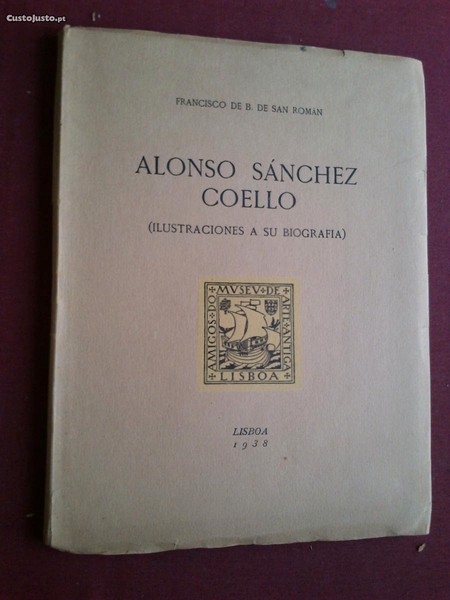 CustoJusto.pt
FRANCISCO DE B. DE SAN ROMÁN
ALONSO SÁNCHEZ
COELLO
(ILUSTRACIONES A SU BIOGRAFIA)
AMIGOS·DO
MVSEV·DE
ARTE·ANTIGA
LISBOA
LISBOA
1938